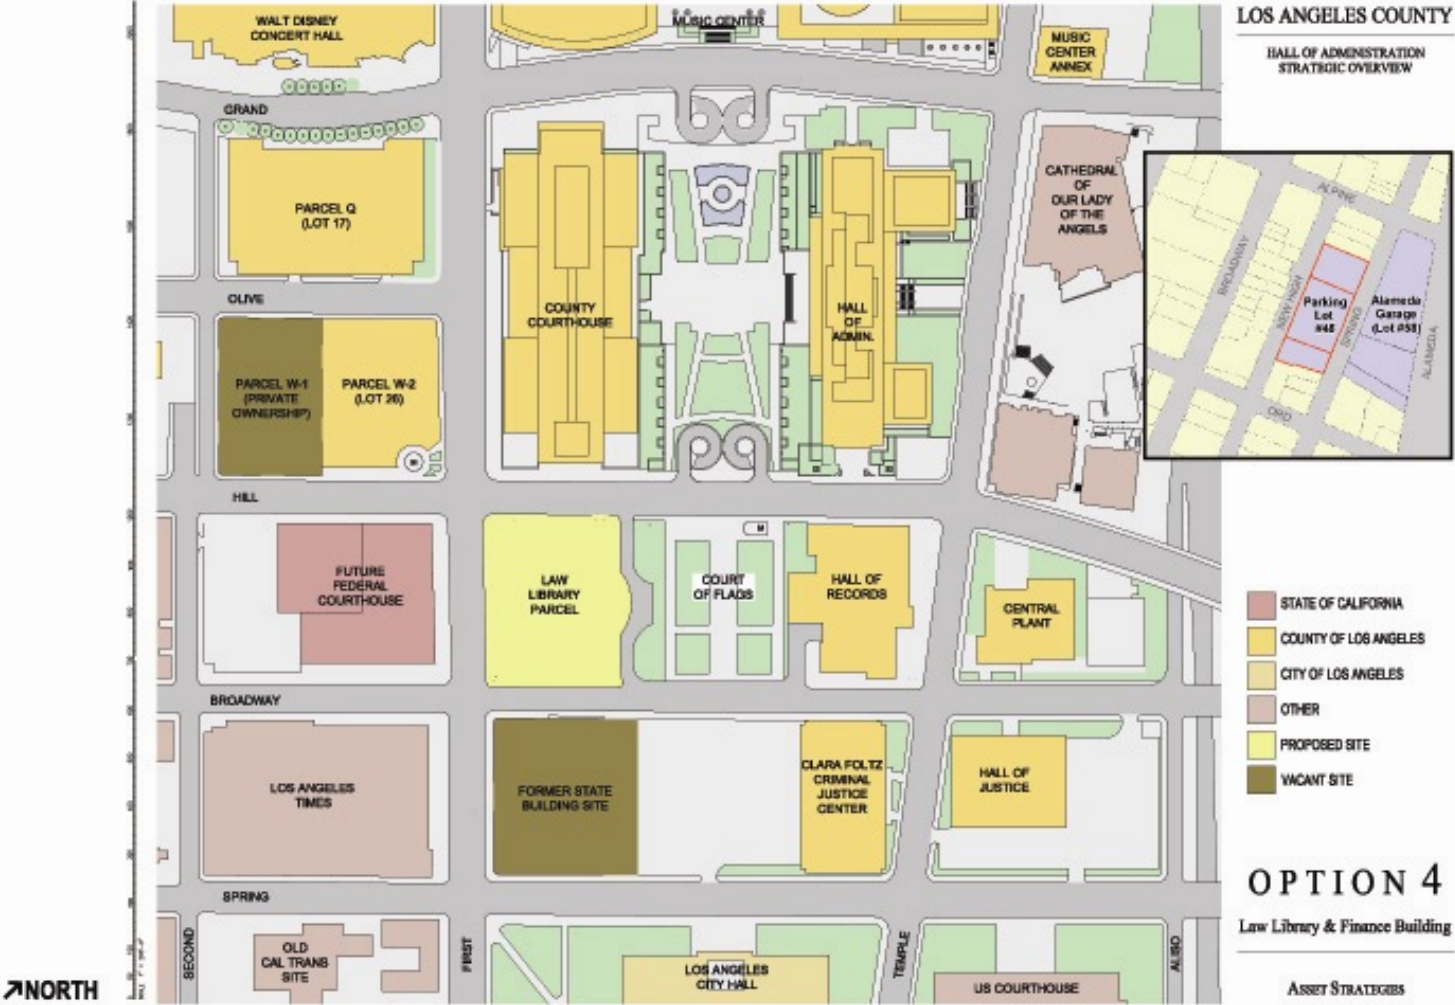 LOS ANGELES COUNTY
HALL OF ADMINISTRATION
STRATEGIC OVERVIEW
WALT DISNEY
CONCERT HALL
MUSIC CENTER
MUSIC
CENTER
ANNEX
GRAND
PARCEL Q
(LOT 17)
CATHEDRAL
OF
OUR LADY
OF THE
ANGELS
ALPINE
BROADWAY
NEW HIGH
Parking
Lot
#45
SPRING
Alameda
Garage
(Lot #58)
ALAMEDA
ORD
OLIVE
COUNTY
COURTHOUSE
HALL
OF
ADMIN.
PARCEL W-1
(PRIVATE
OWNERSHIP)
PARCEL W-2
(LOT 26)
M
HILL
M
FUTURE
FEDERAL
COURTHOUSE
LAW
LIBRARY
PARCEL
COURT
OF FLAGS
HALL OF
RECORDS
CENTRAL
PLANT
STATE OF CALIFORNIA
COUNTY OF LOS ANGELES
CITY OF LOS ANGELES
OTHER
PROPOSED SITE
VACANT SITE
BROADWAY
LOS ANGELES
TIMES
FORMER STATE
BUILDING SITE
CLARA FOLTZ
CRIMINAL
JUSTICE
CENTER
HALL OF
JUSTICE
SPRING
OPTION 4
Law Library & Finance Building
SECOND
OLD
CAL TRANS
SITE
FIRST
LOS ANGELES
CITY HALL
TEMPLE
US COURTHOUSE
ALISO
NORTH
ASSET STRATEGIES